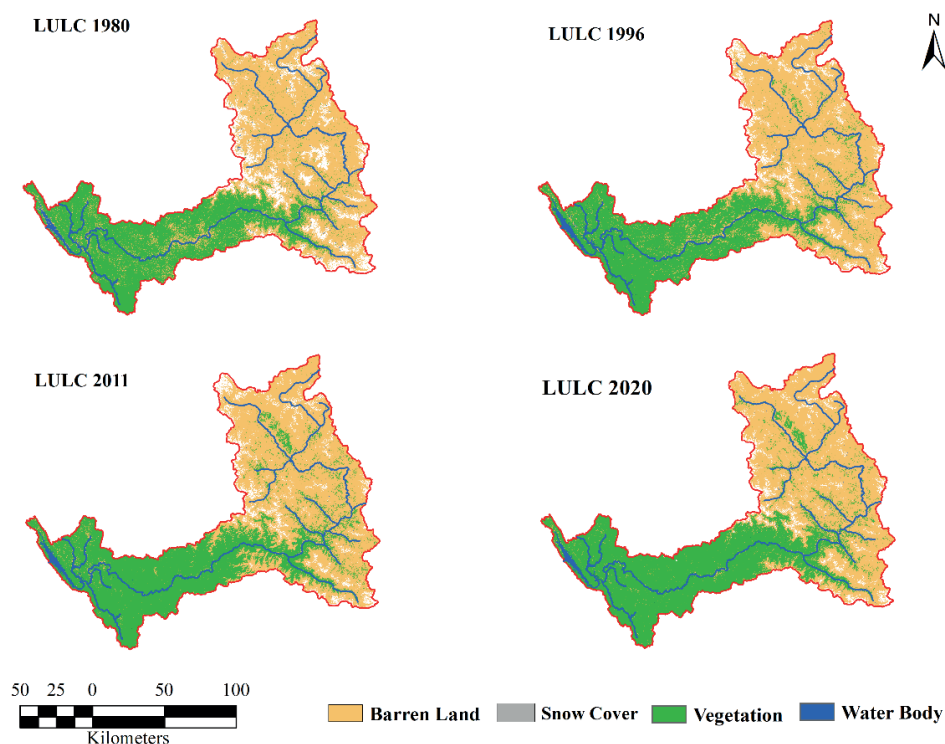 LULC 1980
LULC 1996
N
LULC 2011
LULC 2020
50 25 0 50 100
Kilometers
Barren Land Snow Cover Vegetation Water Body